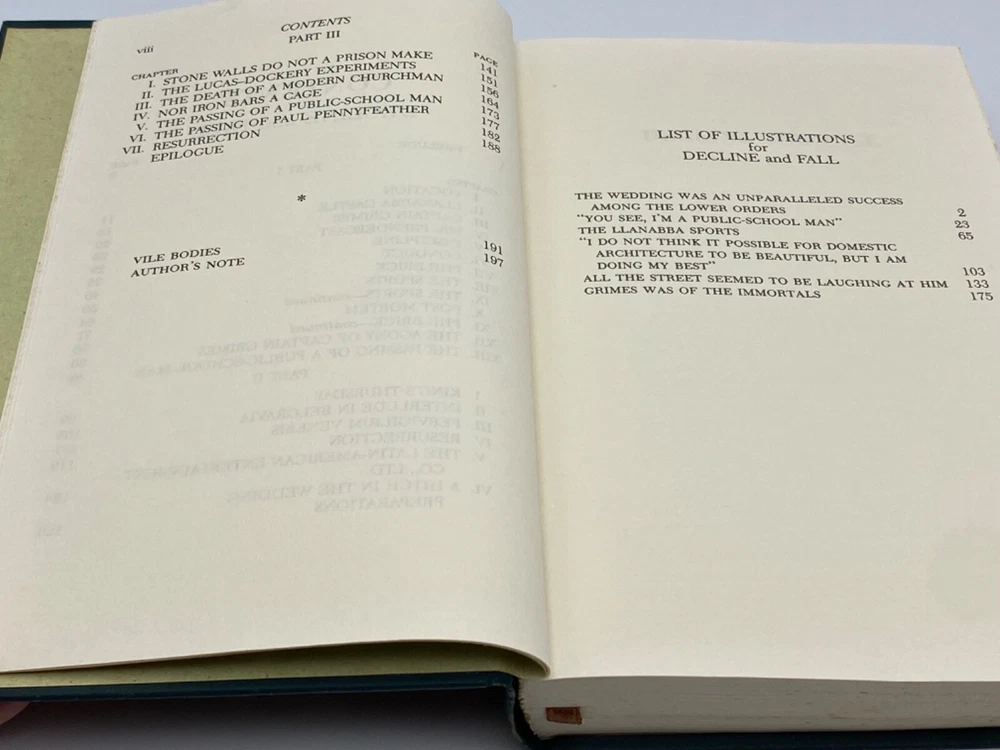 viii
CONTENTS
PART III
CHAPTER PAGE
I. STONE WALLS DO NOT A PRISON MAKE 141
II. THE LUCAS-DOCKERY EXPERIMENTS 151
III. THE DEATH OF A MODERN CHURCHMAN 156
IV. NOR IRON BARS A CAGE 164
V. THE PASSING OF A PUBLIC-SCHOOL MAN 173
VI. THE PASSING OF PAUL PENNYFEATHER 177
VII. RESURRECTION 182
EPILOGUE 188
*
VILE BODIES 191
AUTHOR'S NOTE 197
LIST OF ILLUSTRATIONS
for
DECLINE and FALL
THE WEDDING WAS AN UNPARALLELED SUCCESS
AMONG THE LOWER ORDERS 2
"YOU SEE, I'M A PUBLIC-SCHOOL MAN" 23
THE LLANABBA SPORTS 65
"I DO NOT THINK IT POSSIBLE FOR DOMESTIC
ARCHITECTURE TO BE BEAUTIFUL, BUT I AM
DOING MY BEST" 103
ALL THE STREET SEEMED TO BE LAUGHING AT HIM 133
GRIMES WAS OF THE IMMORTALS 175